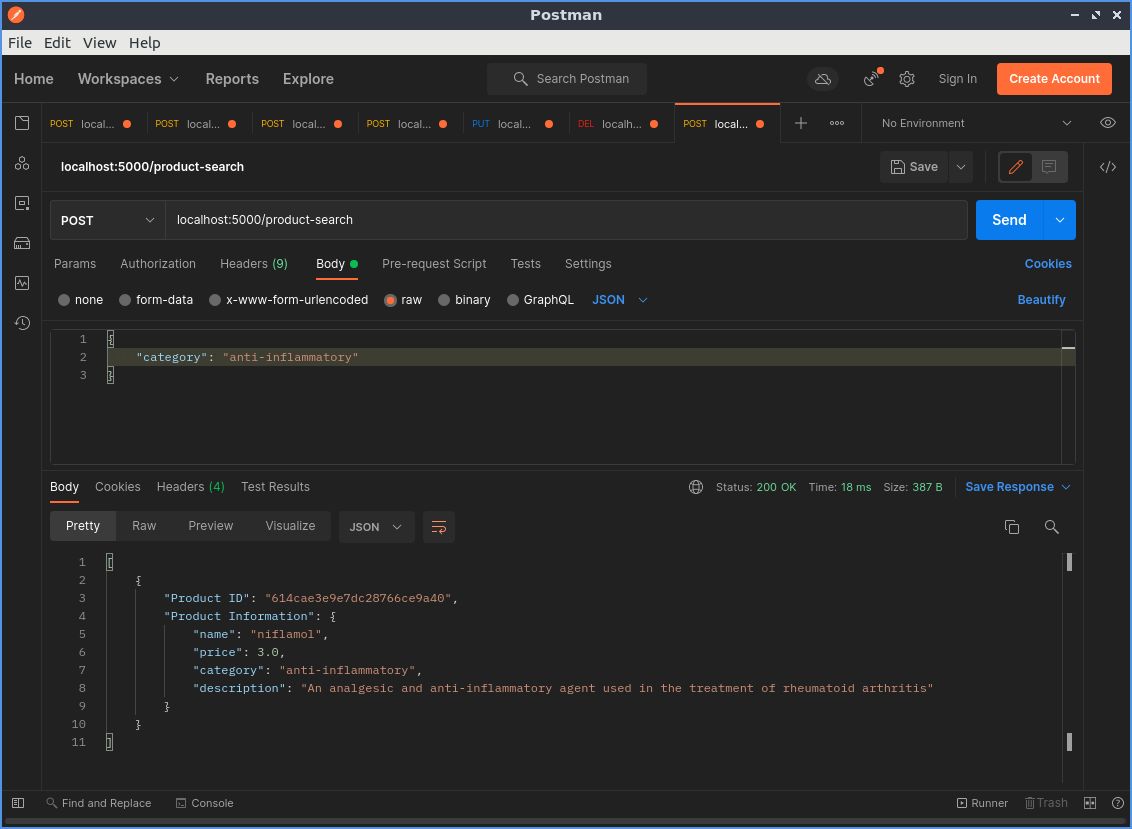 Postman
File Edit View Help
Home Workspaces Reports Explore Search Postman Sign In Create Account
POST local... POST local... POST local... POST local... PUT local... DEL localh... POST local... No Environment
localhost:5000/product-search Save
POST localhost:5000/product-search Send
Params Authorization Headers (9) Body Pre-request Script Tests Settings Cookies
none form-data x-www-form-urlencoded raw binary GraphQL JSON Beautify
1 {
2 "category": "anti-inflammatory"
3 }
Body Cookies Headers (4) Test Results Status: 200 OK Time: 18 ms Size: 387 B Save Response
Pretty Raw Preview Visualize JSON
1 [
2 {
3 "Product ID": "614cae3e9e7dc28766ce9a40",
4 "Product Information": {
5 "name": "niflamol",
6 "price": 3.0,
7 "category": "anti-inflammatory",
8 "description": "An analgesic and anti-inflammatory agent used in the treatment of rheumatoid arthritis"
9 }
10 }
11 ]
Find and Replace Console Runner Trash